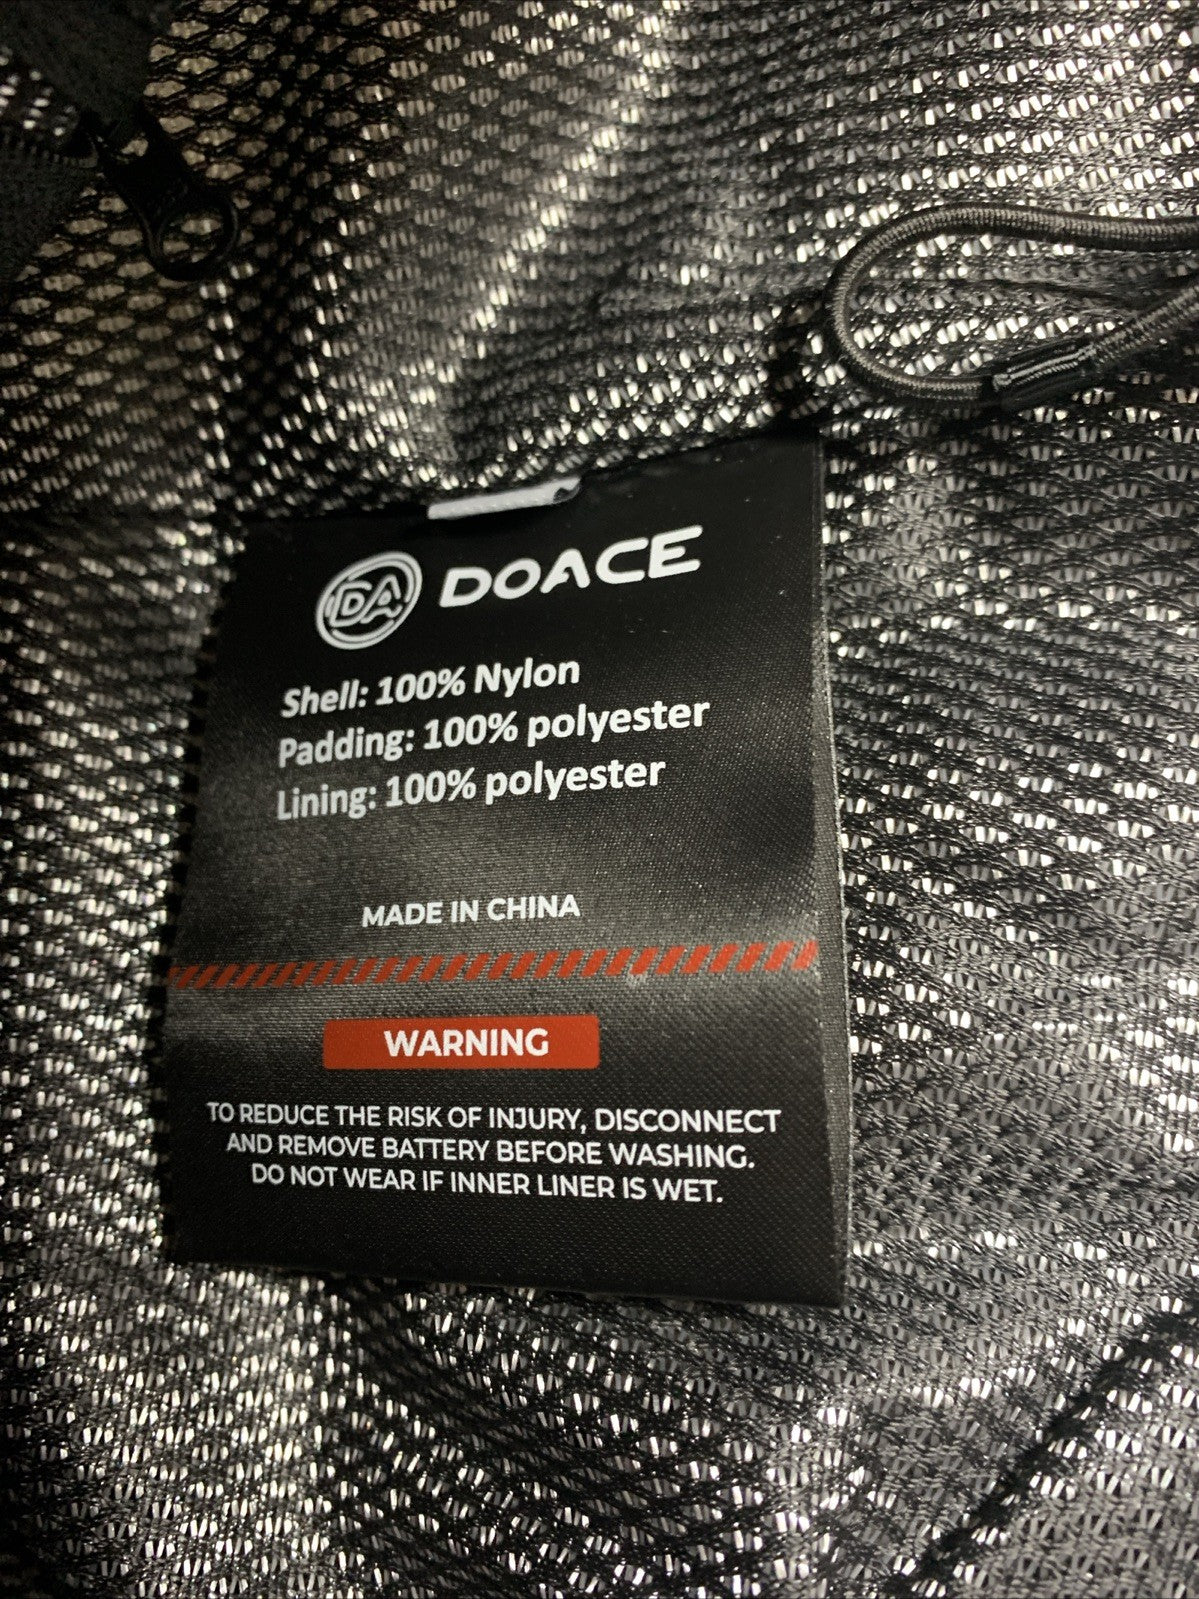 DA DOACE
Shell: 100% Nylon
Padding: 100% polyester
Lining: 100% polyester
MADE IN CHINA
WARNING
TO REDUCE THE RISK OF INJURY, DISCONNECT
AND REMOVE BATTERY BEFORE WASHING.
DO NOT WEAR IF INNER LINER IS WET.